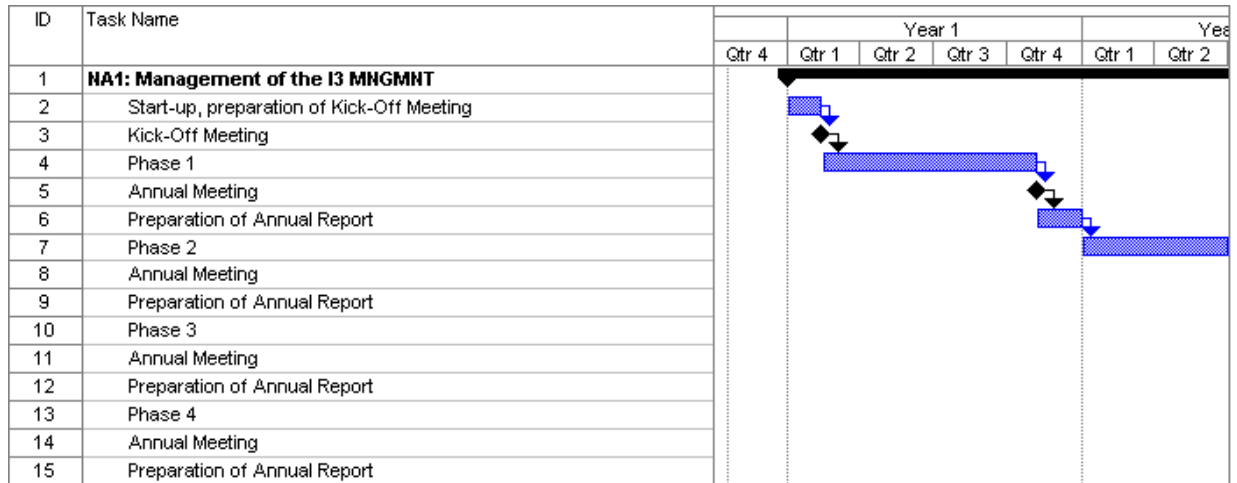 ID Task Name
Year 1 Yea
Qtr 4 Qtr 1 Qtr 2 Qtr 3 Qtr 4 Qtr 1 Qtr 2
1 NA1: Management of the I3 MNGMNT
2 Start-up, preparation of Kick-Off Meeting
3 Kick-Off Meeting
4 Phase 1
5 Annual Meeting
6 Preparation of Annual Report
7 Phase 2
8 Annual Meeting
9 Preparation of Annual Report
10 Phase 3
11 Annual Meeting
12 Preparation of Annual Report
13 Phase 4
14 Annual Meeting
15 Preparation of Annual Report